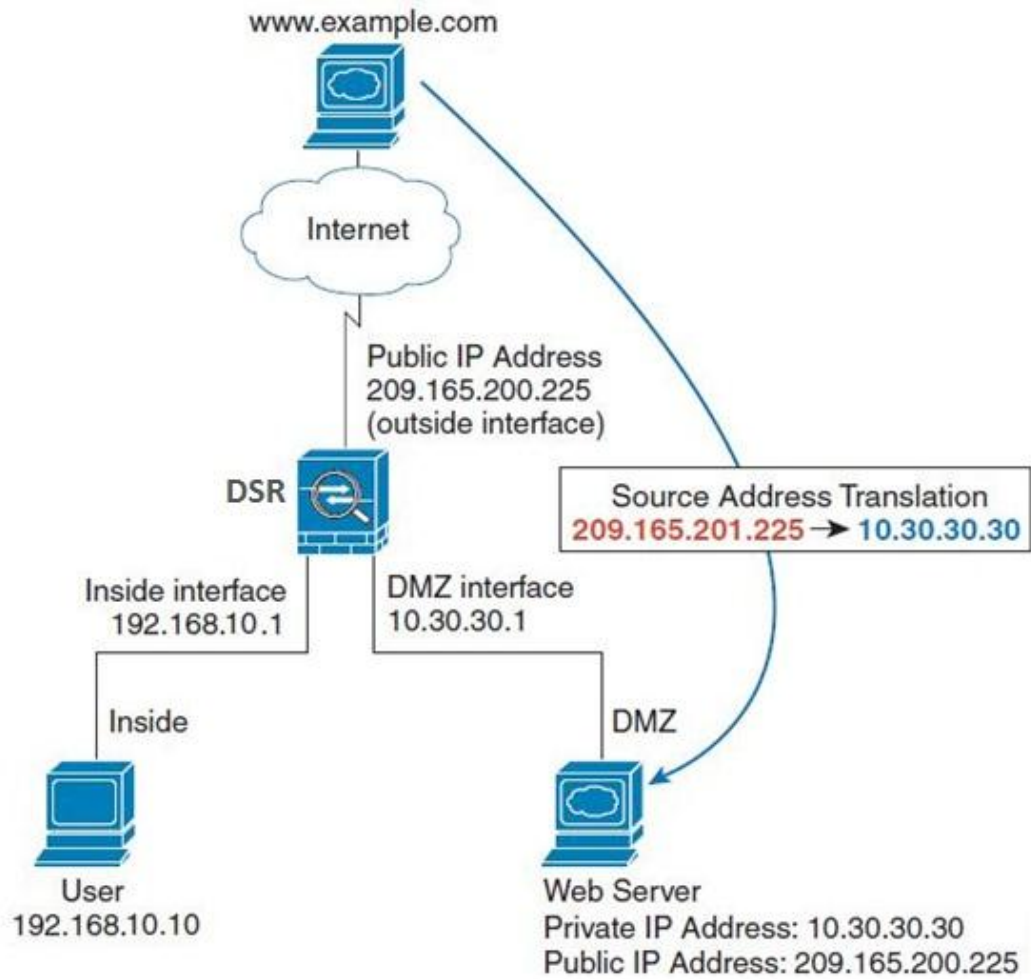 www.example.com
Internet
Public IP Address
209.165.200.225
(outside interface)
DSR
Source Address Translation
209.165.201.225 → 10.30.30.30
Inside interface
192.168.10.1
DMZ interface
10.30.30.1
Inside
DMZ
User
192.168.10.10
Web Server
Private IP Address: 10.30.30.30
Public IP Address: 209.165.200.225